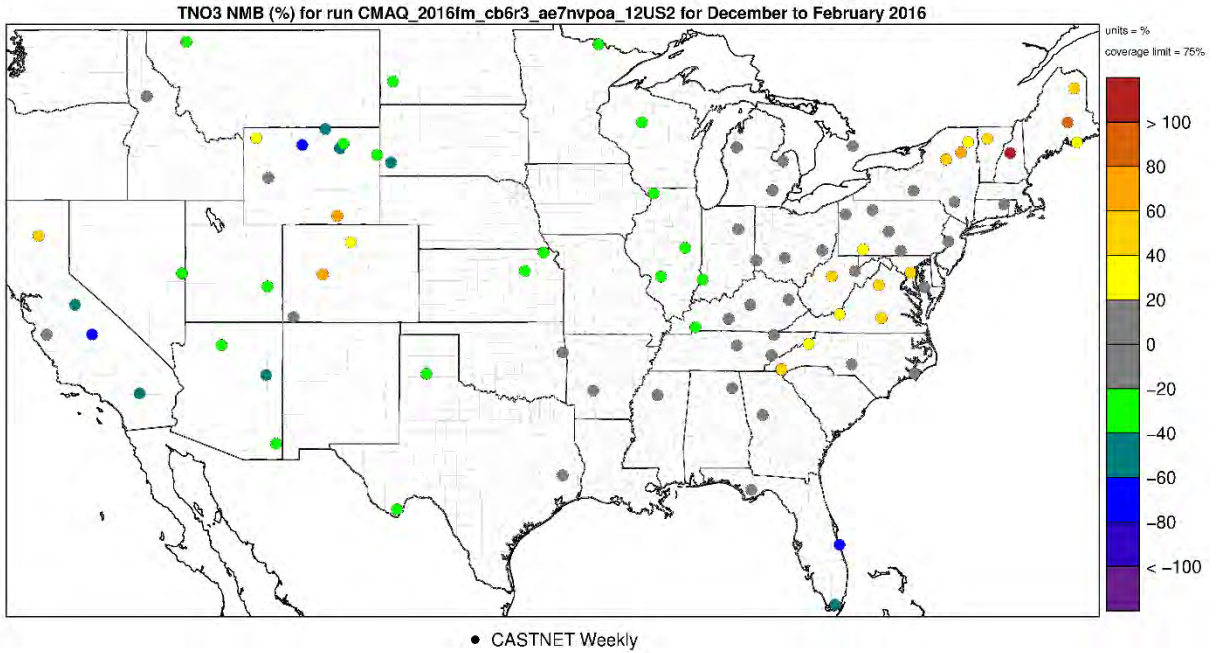 TNO3 NMB (%) for run CMAQ_2016fm_cb6r3_ae7nvpoa_12US2 for December to February 2016
units = %
coverage limit = 75%
> 100
80
60
40
20
0
−20
−40
−60
−80
< −100
CASTNET Weekly